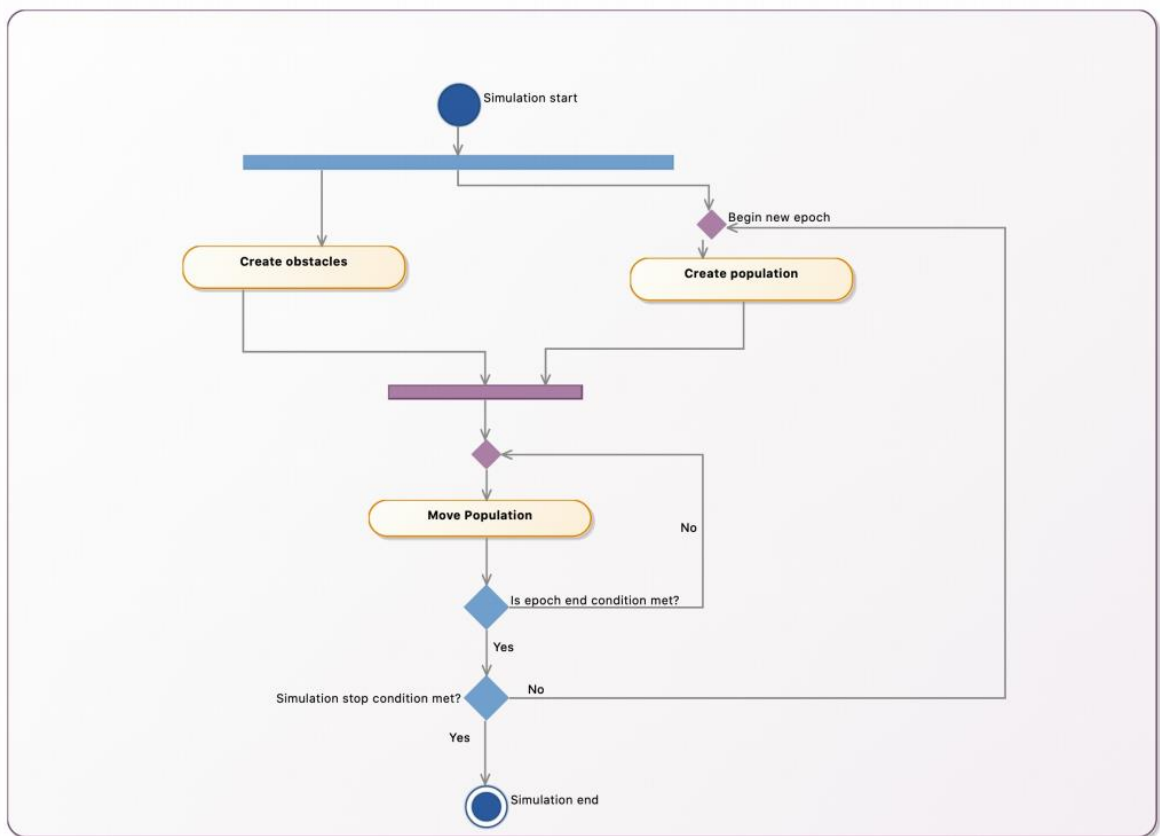 Simulation start
Begin new epoch
Create obstacles
Create population
Move Population
No
Is epoch end condition met?
Yes
No
Simulation stop condition met?
Yes
Simulation end